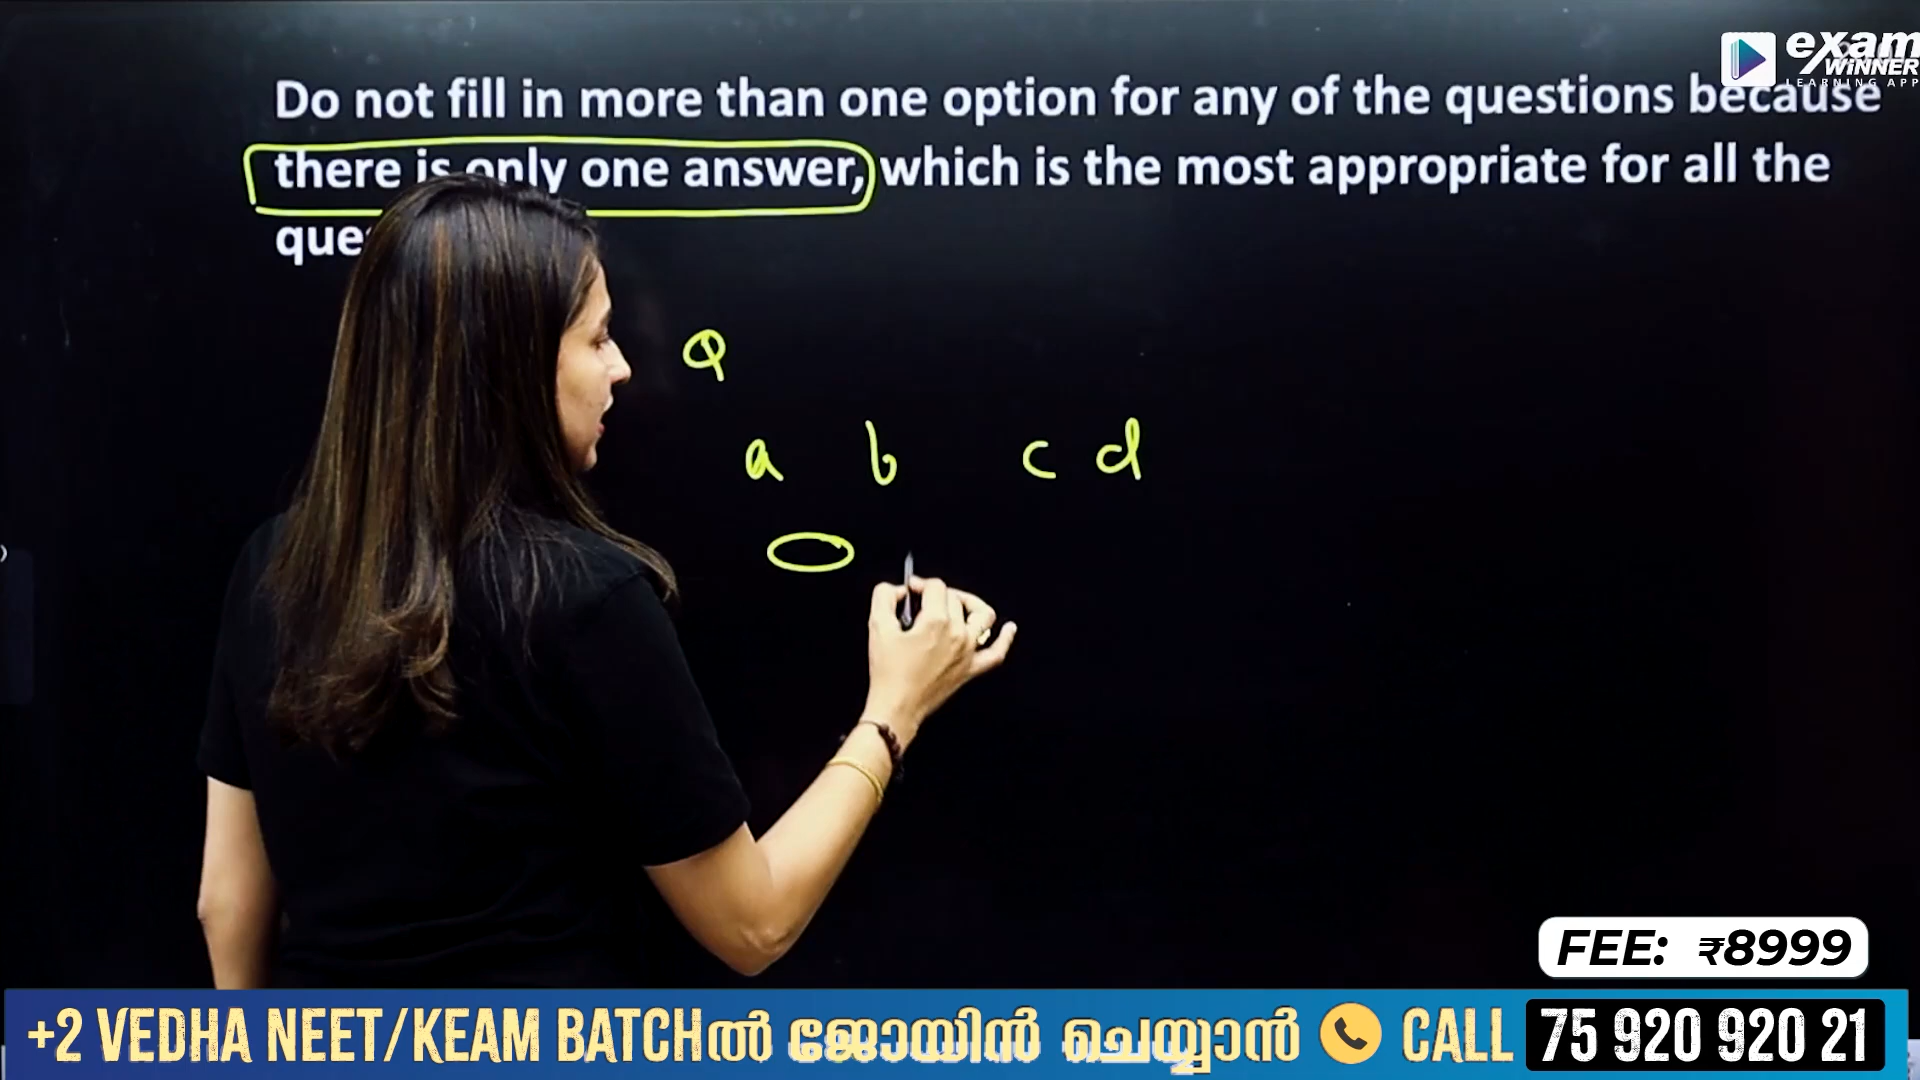 exam
WINNER
LEARNING APP
Do not fill in more than one option for any of the questions because
there is only one answer, which is the most appropriate for all the
que
Q
a b c d
FEE: ₹8999
+2 VEDHA NEET/KEAM BATCHൽ ജോയിൻ ചെയ്യാൻ CALL 75 920 920 21